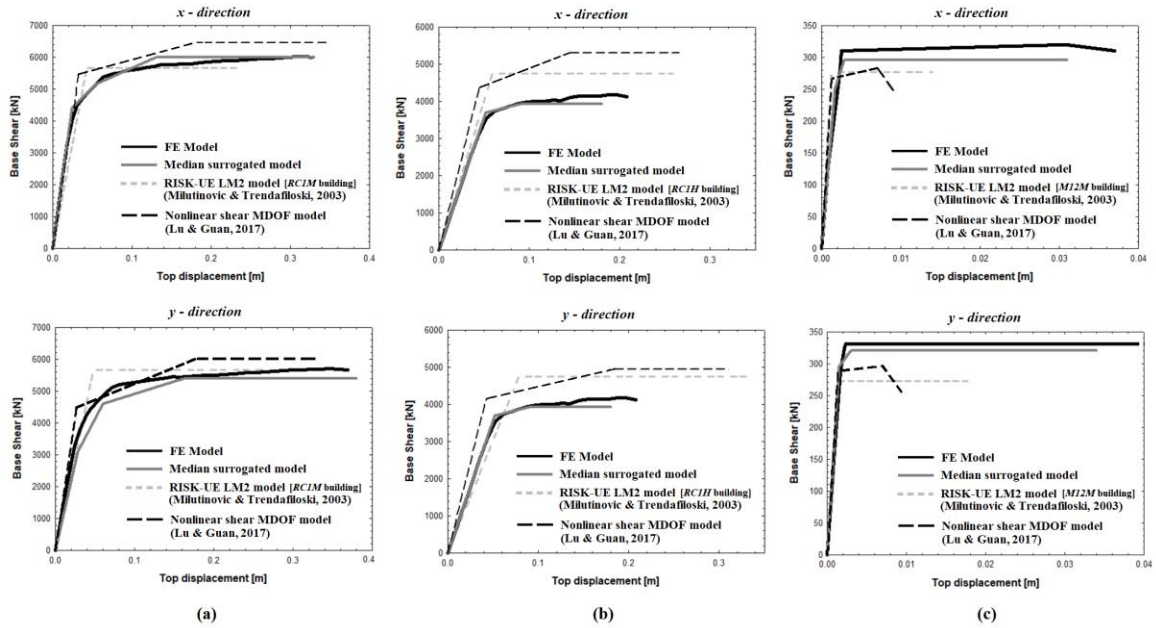 x - direction
7000
6000
5000
4000
3000
2000
1000
0
Base Shear [kN]
FE Model
Median surrogated model
RISK-UE LM2 model [RC1M building]
(Milutinovic & Trendafiloski, 2003)
Nonlinear shear MDOF model
(Lu & Guan, 2017)
0.0 0.1 0.2 0.3 0.4
Top displacement [m]
x - direction
6000
5000
4000
3000
2000
1000
0
Base Shear [kN]
FE Model
Median surrogated model
RISK-UE LM2 model [RC1H building]
(Milutinovic & Trendafiloski, 2003)
Nonlinear shear MDOF model
(Lu & Guan, 2017)
0.0 0.1 0.2 0.3
Top displacement [m]
x - direction
350
300
250
200
150
100
50
0
Base Shear [kN]
FE Model
Median surrogated model
RISK-UE LM2 model [M12M building]
(Milutinovic & Trendafiloski, 2003)
Nonlinear shear MDOF model
(Lu & Guan, 2017)
0.00 0.01 0.02 0.03 0.04
Top displacement [m]
y - direction
7000
6000
5000
4000
3000
2000
1000
0
Base Shear [kN]
FE Model
Median surrogated model
RISK-UE LM2 model [RC1M building]
(Milutinovic & Trendafiloski, 2003)
Nonlinear shear MDOF model
(Lu & Guan, 2017)
0.0 0.1 0.2 0.3 0.4
Top displacement [m]
(a)
y - direction
6000
5000
4000
3000
2000
1000
0
Base Shear [kN]
FE Model
Median surrogated model
RISK-UE LM2 model [RC1H building]
(Milutinovic & Trendafiloski, 2003)
Nonlinear shear MDOF model
(Lu & Guan, 2017)
0.0 0.1 0.2 0.3
Top displacement [m]
(b)
y - direction
350
300
250
200
150
100
50
0
Base Shear [kN]
FE Model
Median surrogated model
RISK-UE LM2 model [M12M building]
(Milutinovic & Trendafiloski, 2003)
Nonlinear shear MDOF model
(Lu & Guan, 2017)
0.00 0.01 0.02 0.03 0.04
Top displacement [m]
(c)